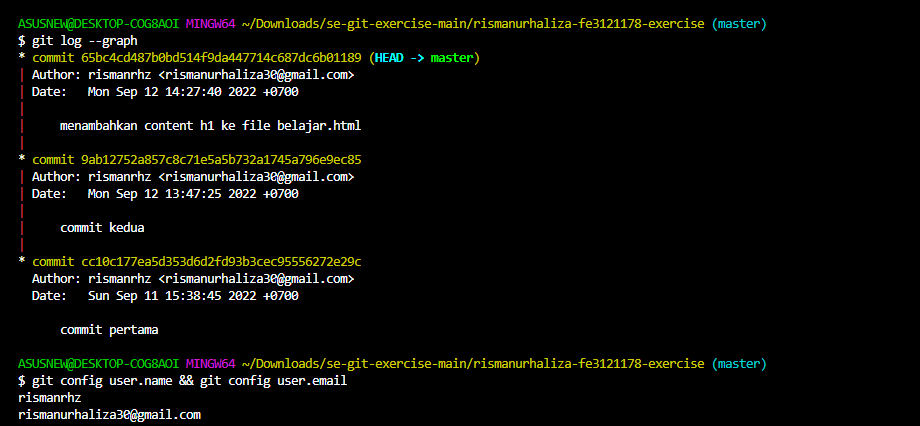 ASUSNEW@DESKTOP-COG8AOI MINGW64 ~/Downloads/se-git-exercise-main/rismanurhaliza-fe3121178-exercise (master)
$ git log --graph
* commit 65bc4cd487b0bd514f9da447714c687dc6b01189 (HEAD -> master)
| Author: rismanrhz <rismanurhaliza30@gmail.com>
| Date:   Mon Sep 12 14:27:40 2022 +0700
|
|     menambahkan content h1 ke file belajar.html
|
* commit 9ab12752a857c8c71e5a5b732a1745a796e9ec85
| Author: rismanrhz <rismanurhaliza30@gmail.com>
| Date:   Mon Sep 12 13:47:25 2022 +0700
|
|     commit kedua
|
* commit cc10c177ea5d353d6d2fd93b3cec95556272e29c
  Author: rismanrhz <rismanurhaliza30@gmail.com>
  Date:   Sun Sep 11 15:38:45 2022 +0700

      commit pertama

ASUSNEW@DESKTOP-COG8AOI MINGW64 ~/Downloads/se-git-exercise-main/rismanurhaliza-fe3121178-exercise (master)
$ git config user.name && git config user.email
rismanrhz
rismanurhaliza30@gmail.com